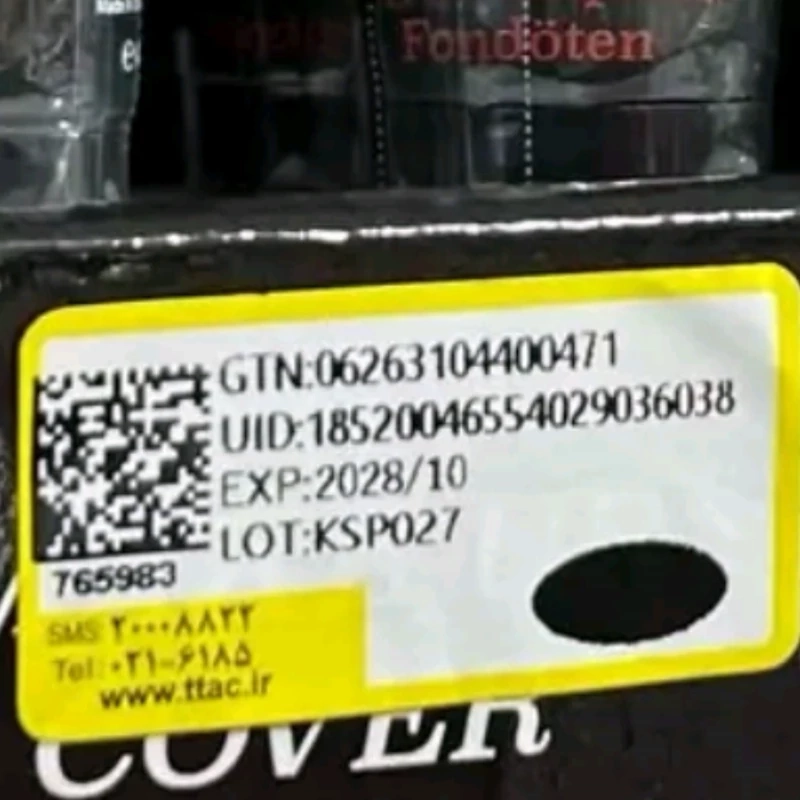 Fondöten
GTN:06263104400471
UID:18520046554029036038
EXP:2028/10
LOT:KSP027
765983
SMS: ۲۰۰۰۸۸۲۲
Tel: ۰۲۱-۶۱۸۵
www.ttac.ir
COVER